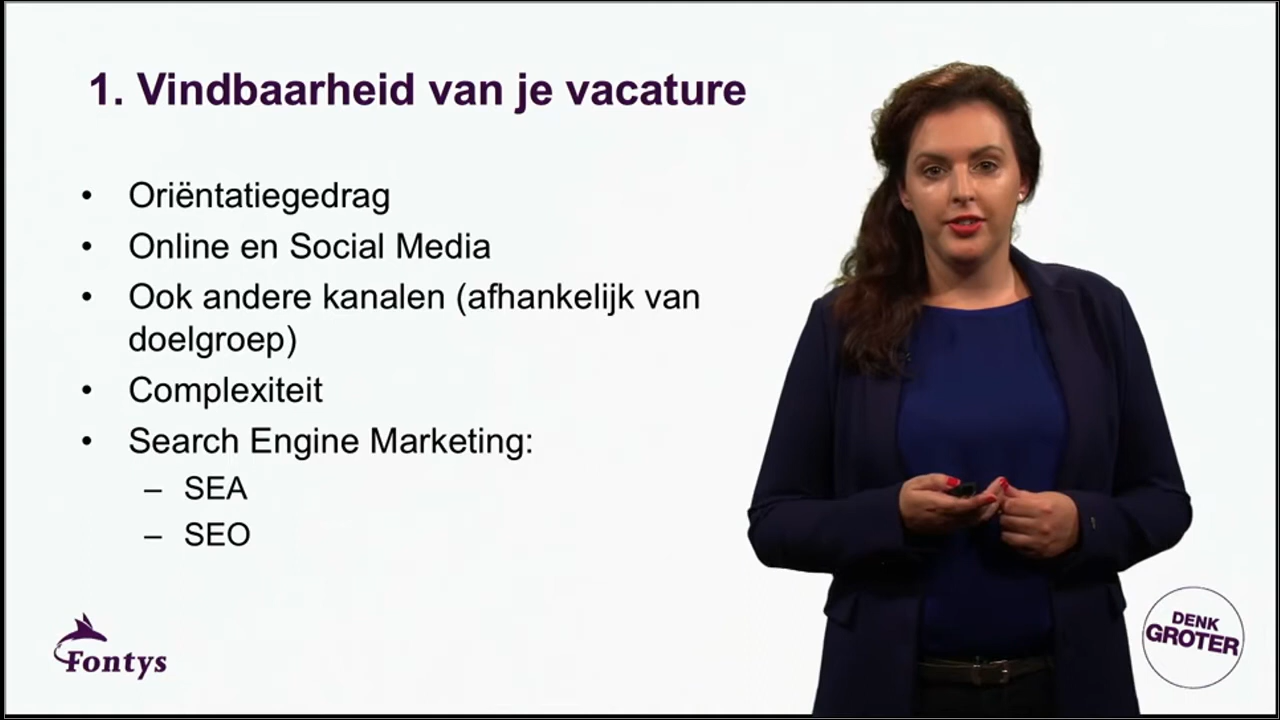 1. Vindbaarheid van je vacature
• Oriëntatiegedrag
• Online en Social Media
• Ook andere kanalen (afhankelijk van
doelgroep)
• Complexiteit
• Search Engine Marketing:
– SEA
– SEO
Fontys
DENK
GROTER